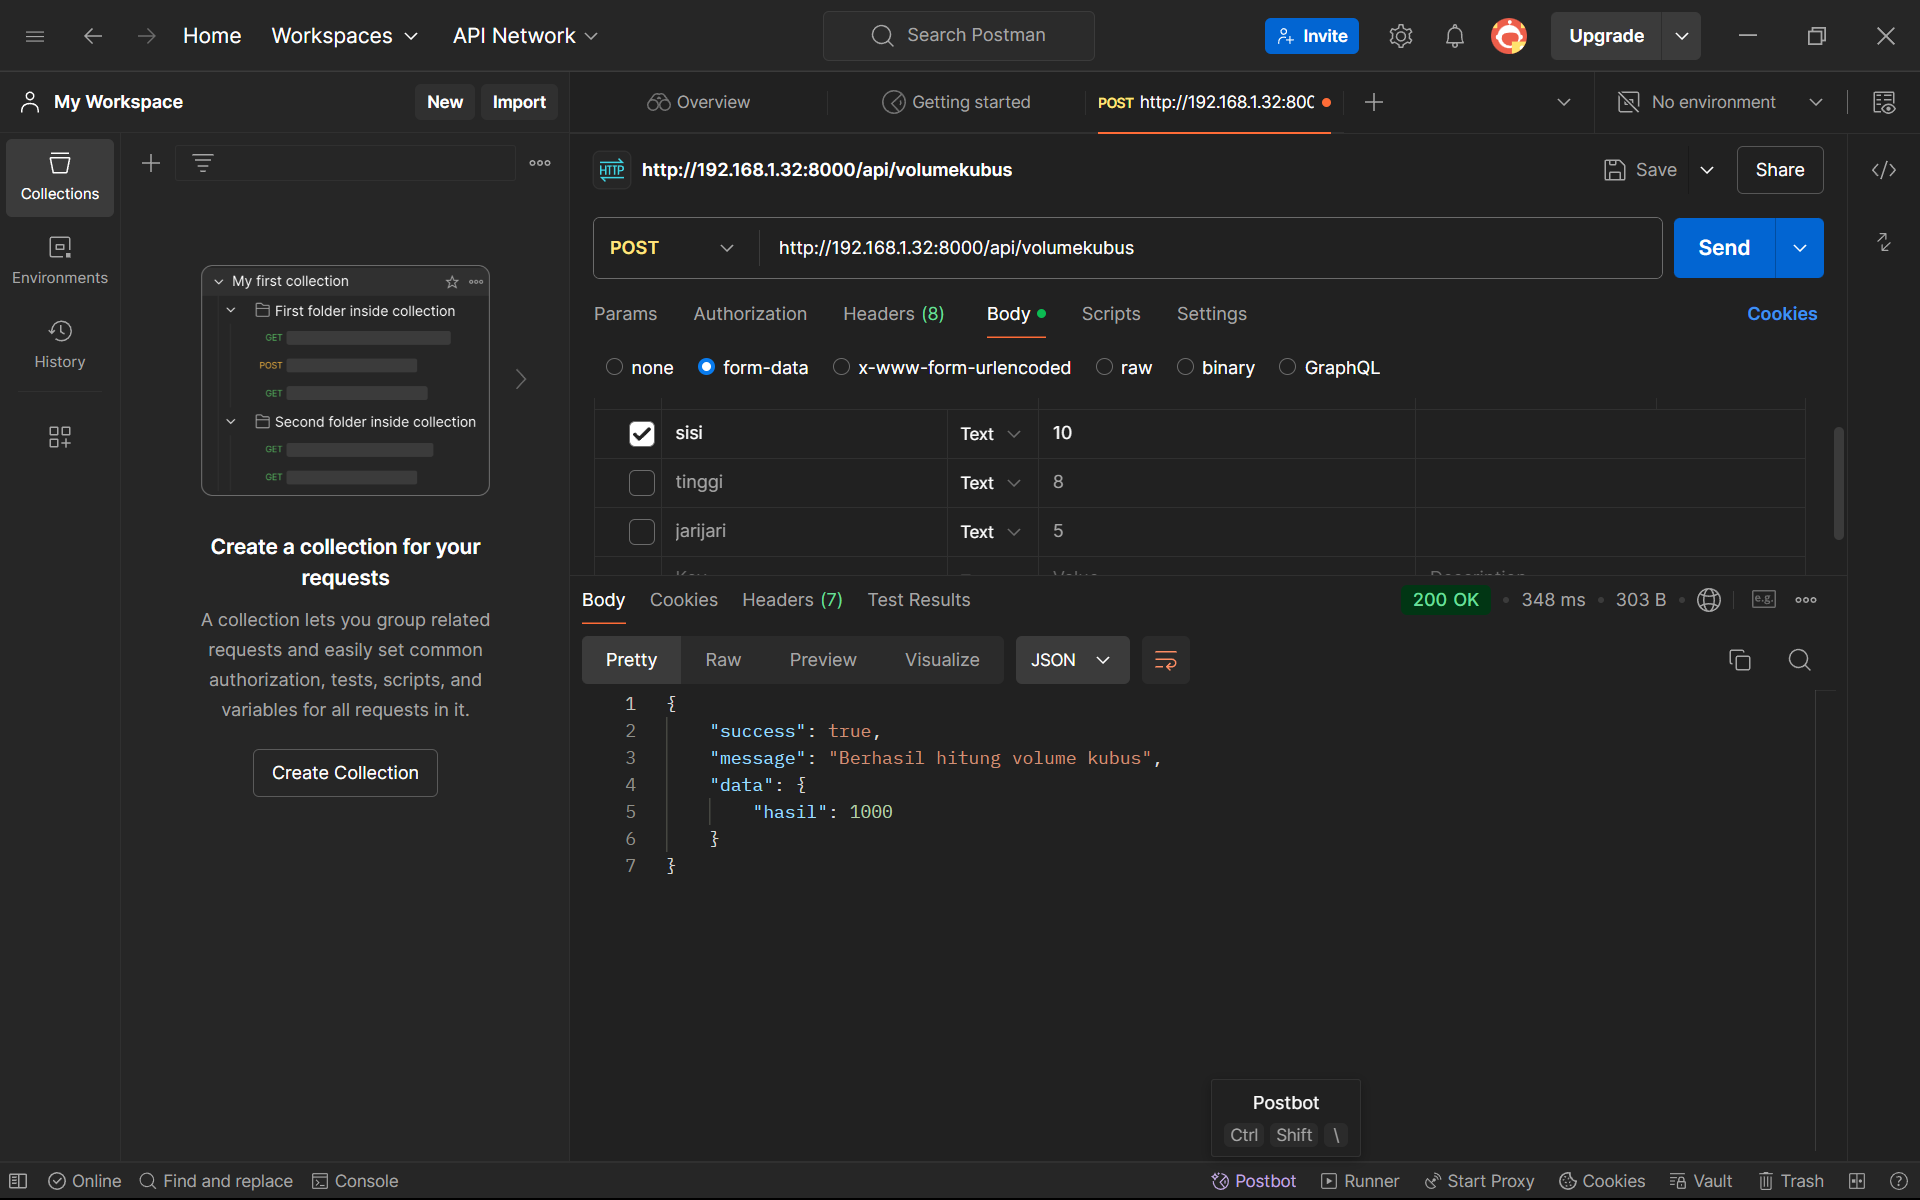 Home Workspaces API Network Search Postman Invite Upgrade
My Workspace New Import Overview Getting started POST http://192.168.1.32:80 No environment
Collections
Environments
History
My first collection
First folder inside collection
GET
POST
GET
Second folder inside collection
GET
GET
Create a collection for your
requests
A collection lets you group related
requests and easily set common
authorization, tests, scripts, and
variables for all requests in it.
Create Collection
HTTP http://192.168.1.32:8000/api/volumekubus Save Share
POST http://192.168.1.32:8000/api/volumekubus Send
Params Authorization Headers (8) Body Scripts Settings Cookies
none form-data x-www-form-urlencoded raw binary GraphQL
sisi Text 10
tinggi Text 8
jarijari Text 5
Body Cookies Headers (7) Test Results 200 OK • 348 ms • 303 B • e.g.
Pretty Raw Preview Visualize JSON
1 {
2 "success": true,
3 "message": "Berhasil hitung volume kubus",
4 "data": {
5 "hasil": 1000
6 }
7 }
Postbot
Ctrl Shift \
Online Find and replace Console Postbot Runner Start Proxy Cookies Vault Trash